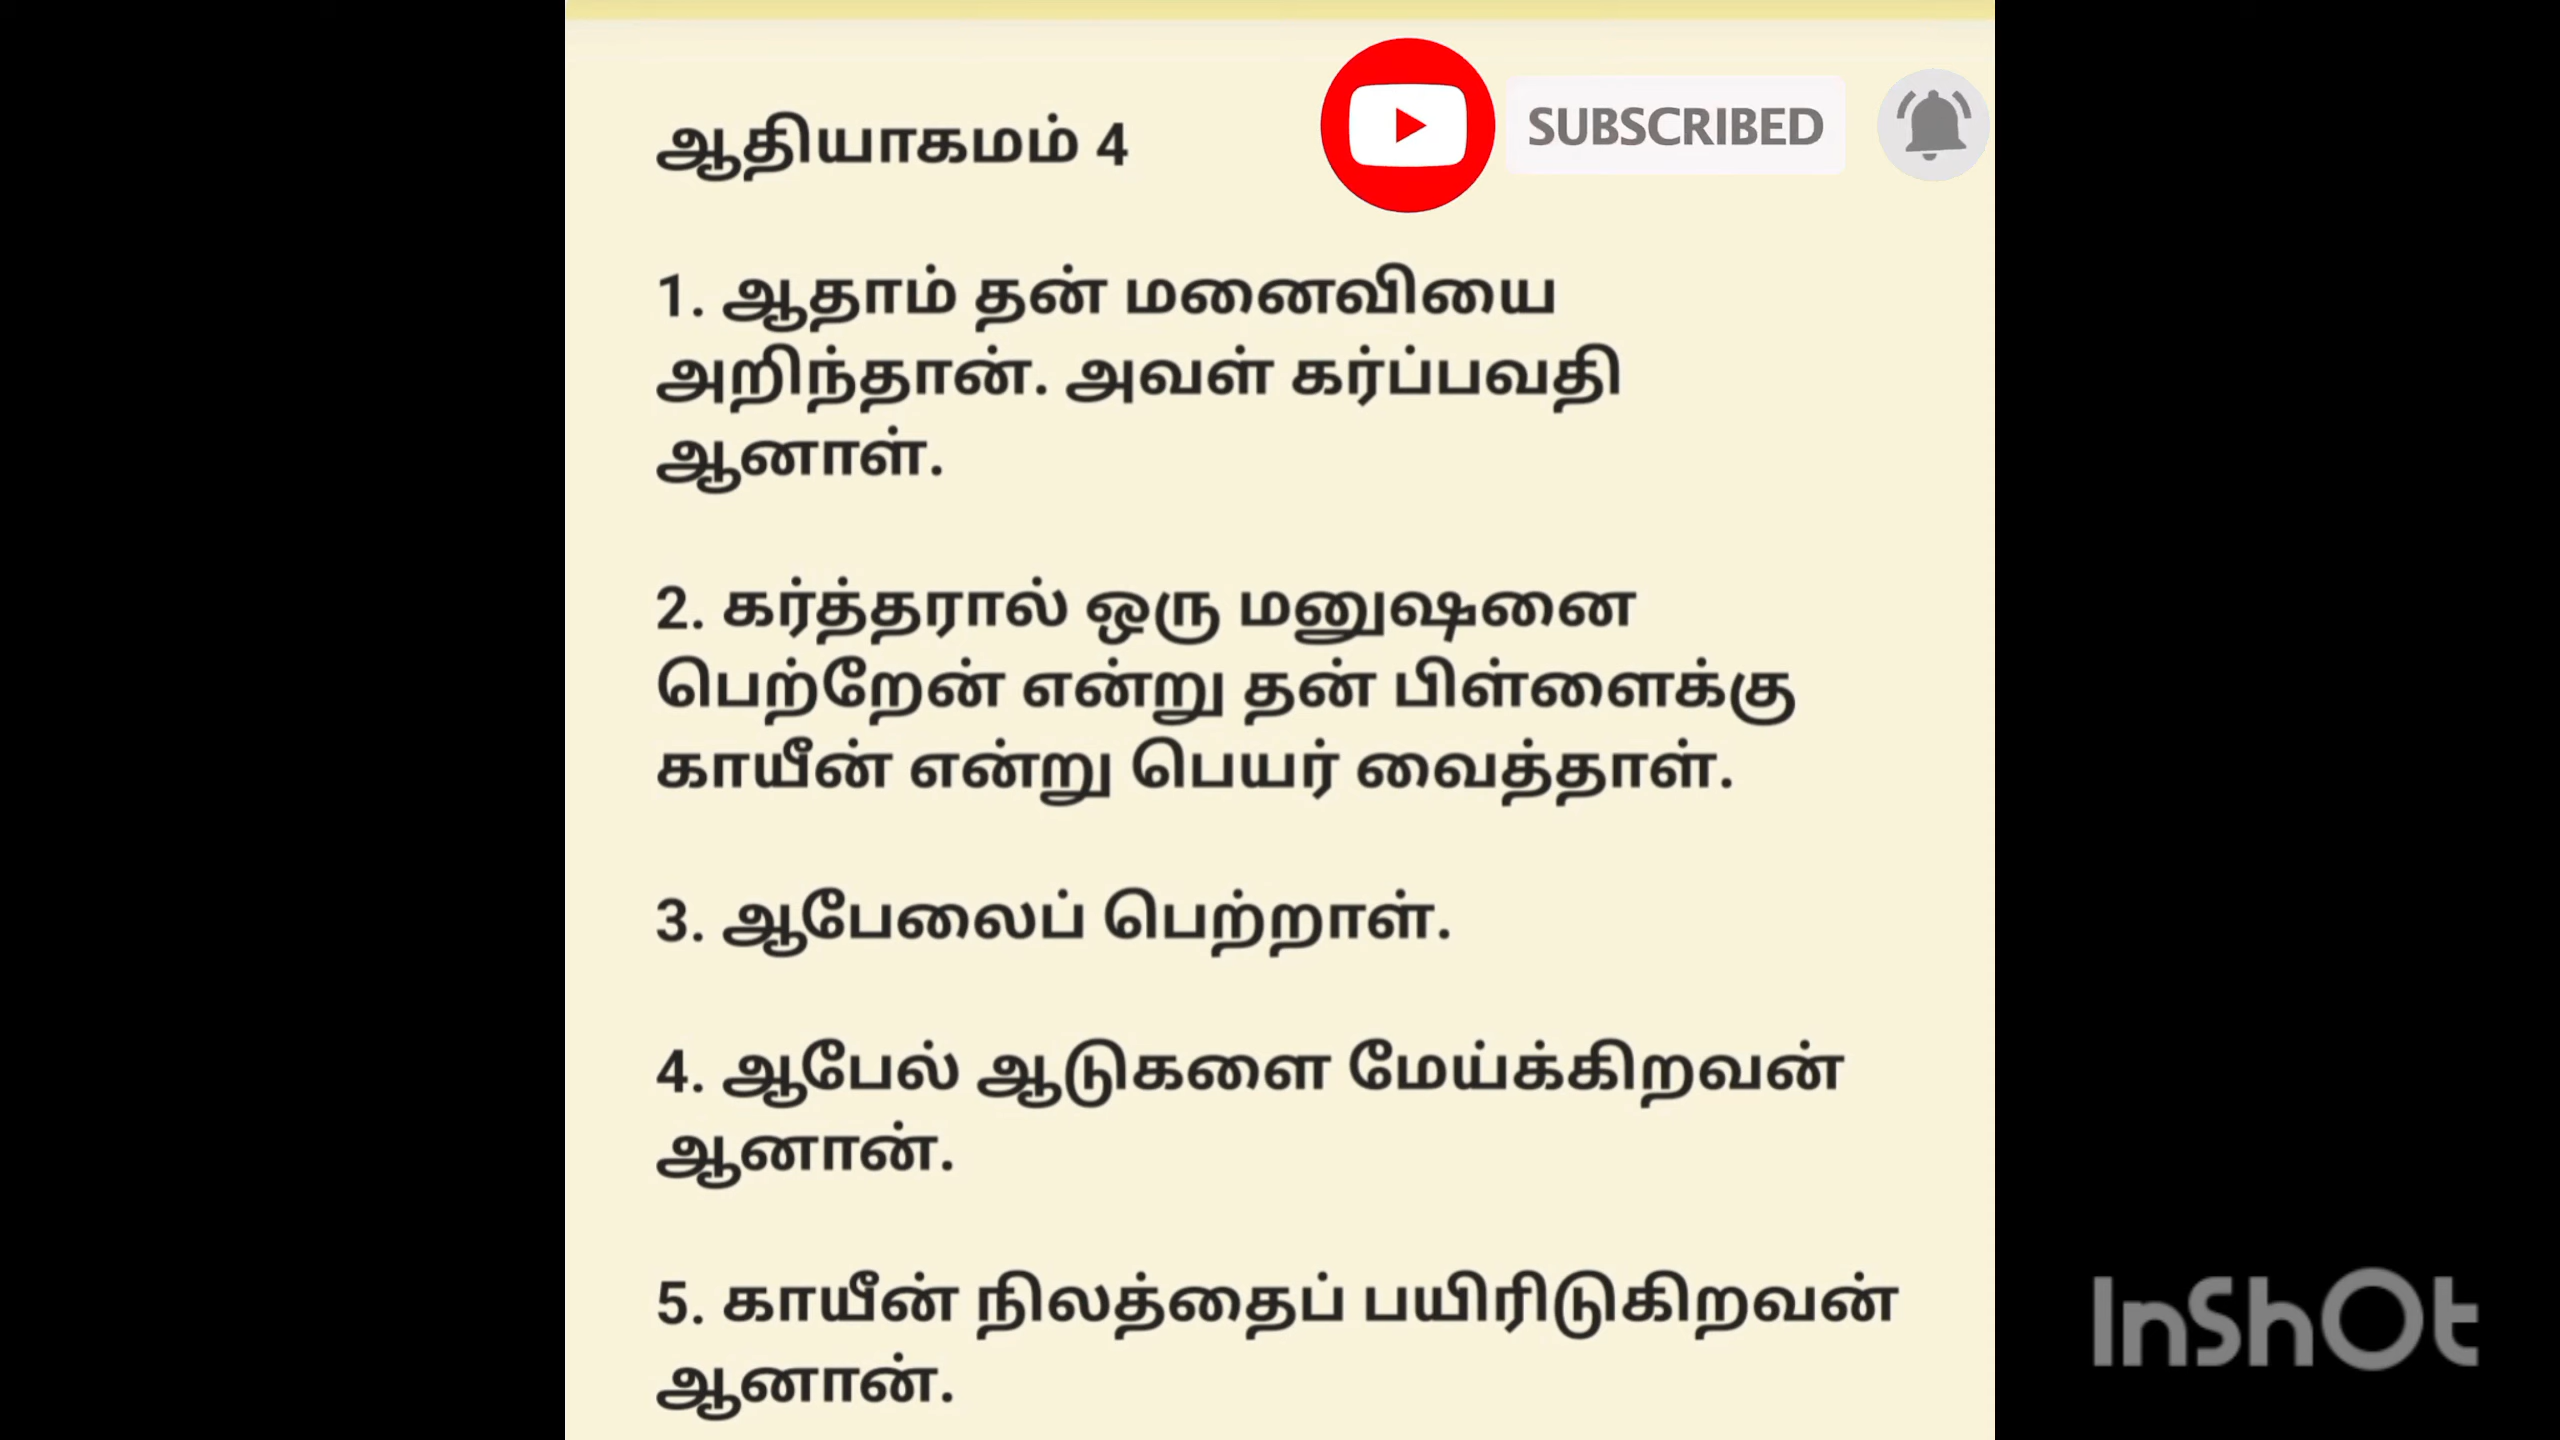 ஆதியாகமம் 4
SUBSCRIBED
1. ஆதாம் தன் மனைவியை
அறிந்தான். அவள் கர்ப்பவதி
ஆனாள்.
2. கர்த்தரால் ஒரு மனுஷனை
பெற்றேன் என்று தன் பிள்ளைக்கு
காயீன் என்று பெயர் வைத்தாள்.
3. ஆபேலைப் பெற்றாள்.
4. ஆபேல் ஆடுகளை மேய்க்கிறவன்
ஆனான்.
5. காயீன் நிலத்தைப் பயிரிடுகிறவன்
ஆனான்.
InShOt